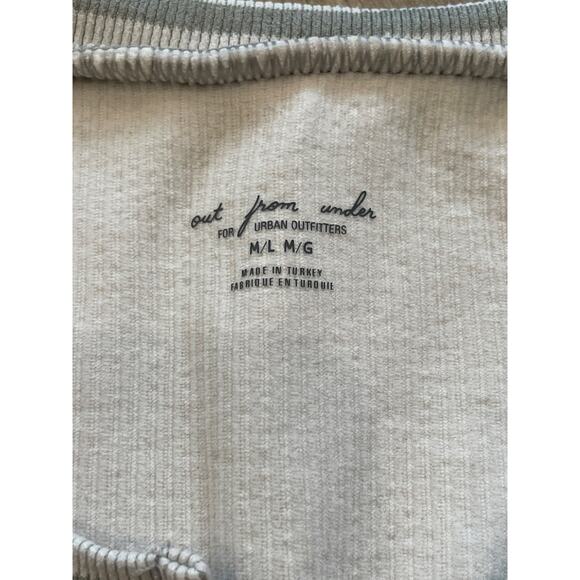 out from under
FOR URBAN OUTFITTERS
M/L M/G
MADE IN TURKEY
FABRIQUE EN TURQUIE